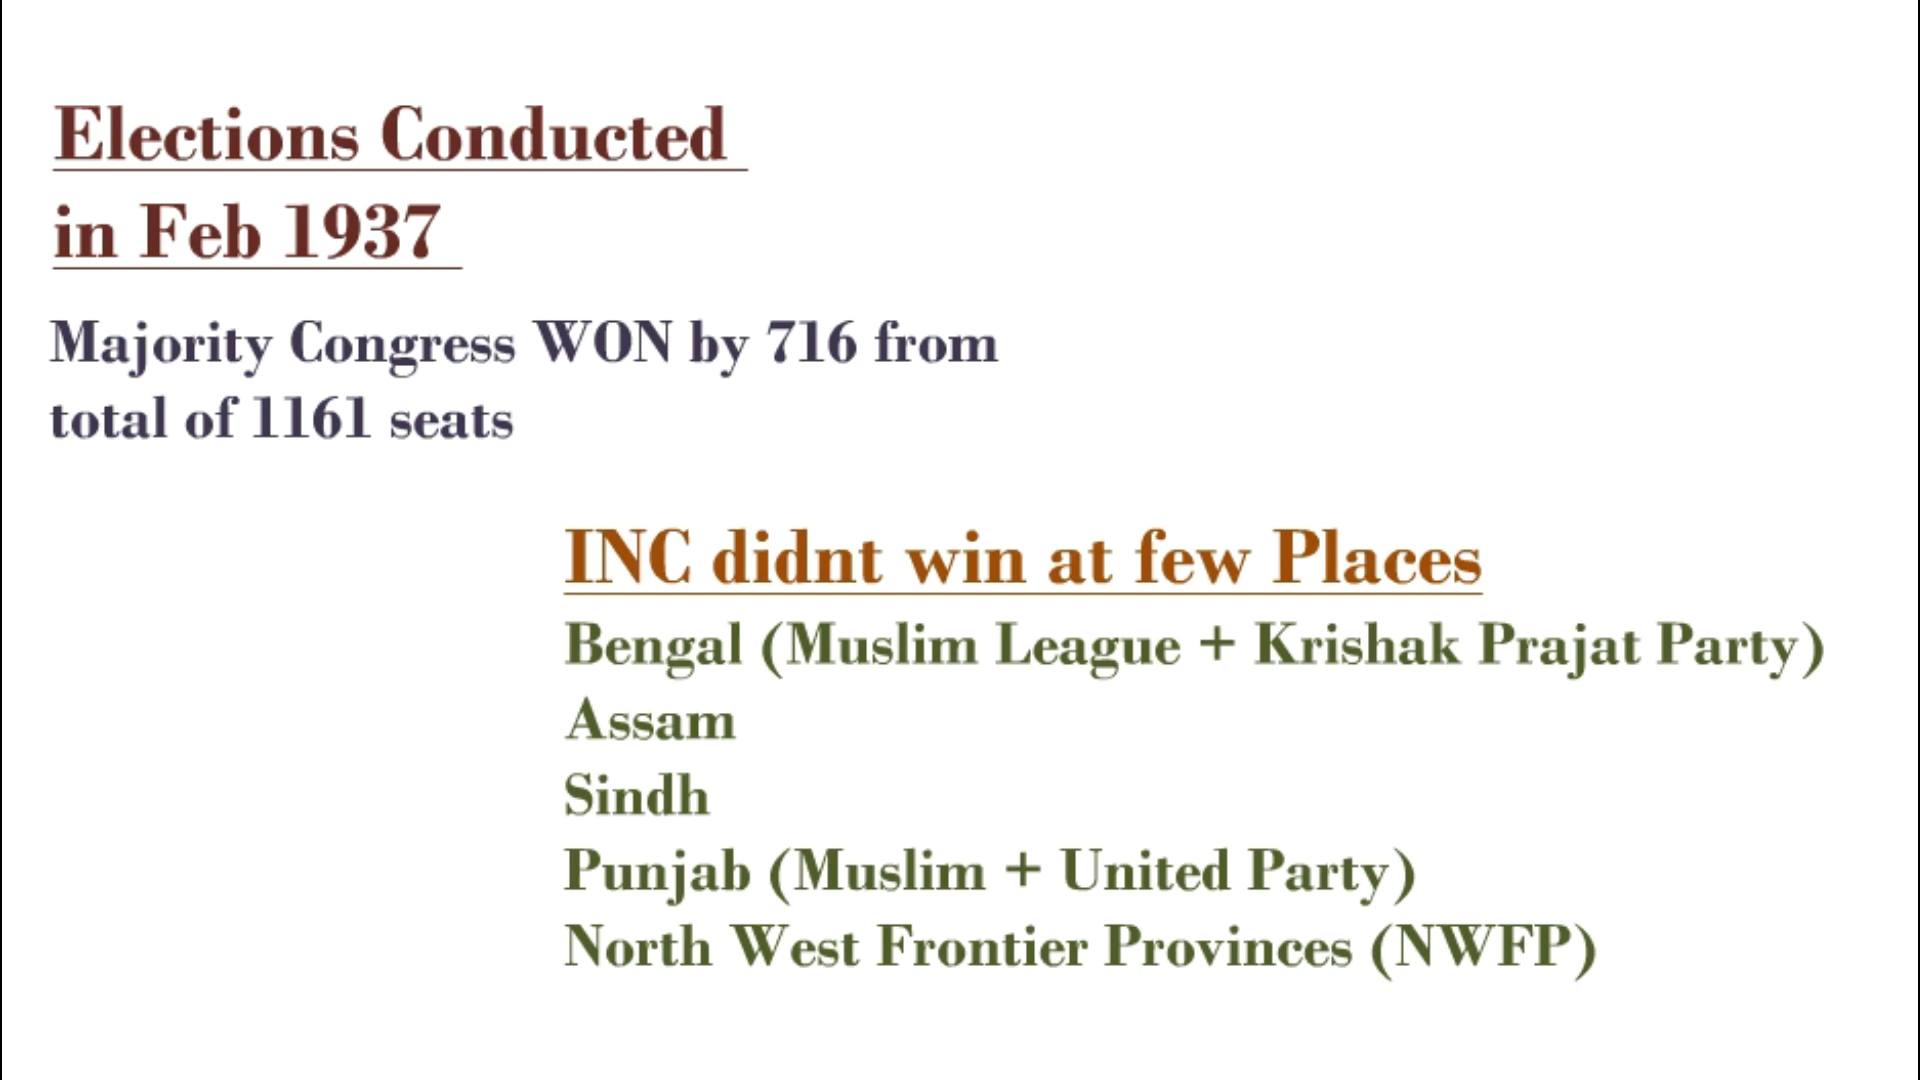 Elections Conducted
in Feb 1937
Majority Congress WON by 716 from
total of 1161 seats
INC didnt win at few Places
Bengal (Muslim League + Krishak Prajat Party)
Assam
Sindh
Punjab (Muslim + United Party)
North West Frontier Provinces (NWFP)